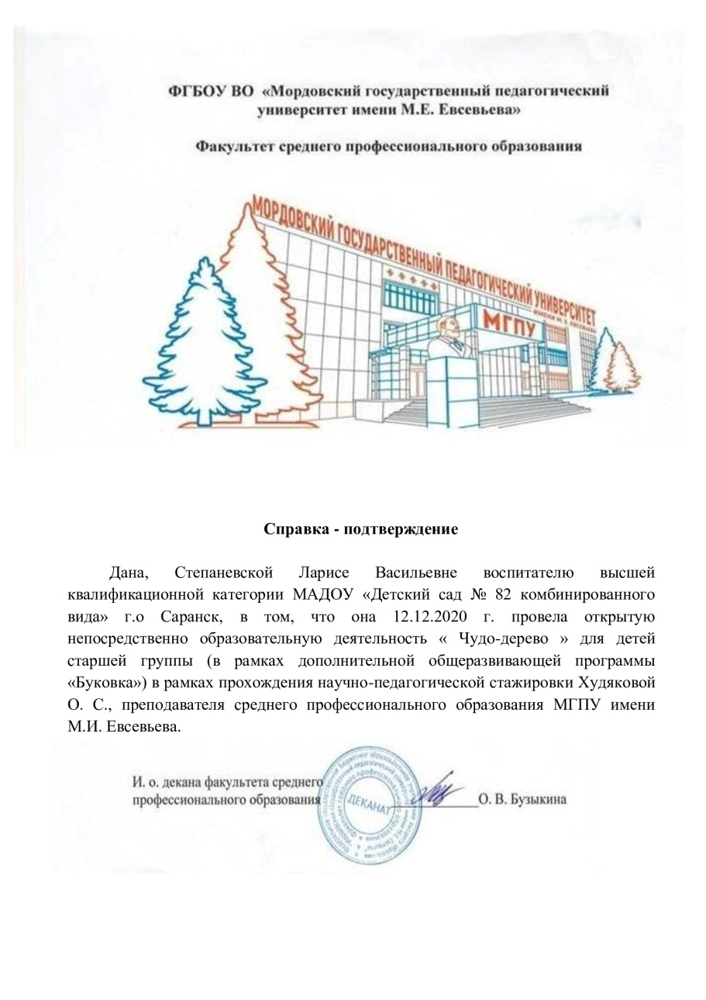 ФГБОУ ВО «Мордовский государственный педагогический
университет имени М.Е. Евсевьева»
Факультет среднего профессионального образования
МОРДОВСКИЙ ГОСУДАРСТВЕННЫЙ ПЕДАГОГИЧЕСКИЙ УНИВЕРСИТЕТ
ИМЕНИ М. Е. ЕВСЕВЬЕВА
МГПУ
Справка - подтверждение
Дана, Степаневской Ларисе Васильевне воспитателю высшей
квалификационной категории МАДОУ «Детский сад № 82 комбинированного
вида» г.о Саранск, в том, что она 12.12.2020 г. провела открытую
непосредственно образовательную деятельность « Чудо-дерево » для детей
старшей группы (в рамках дополнительной общеразвивающей программы
«Буковка») в рамках прохождения научно-педагогической стажировки Худяковой
О. С., преподавателя среднего профессионального образования МГПУ имени
М.И. Евсевьева.
И. о. декана факультета среднего
профессионального образования
О. В. Бузыкина
ДЕКАНАТ